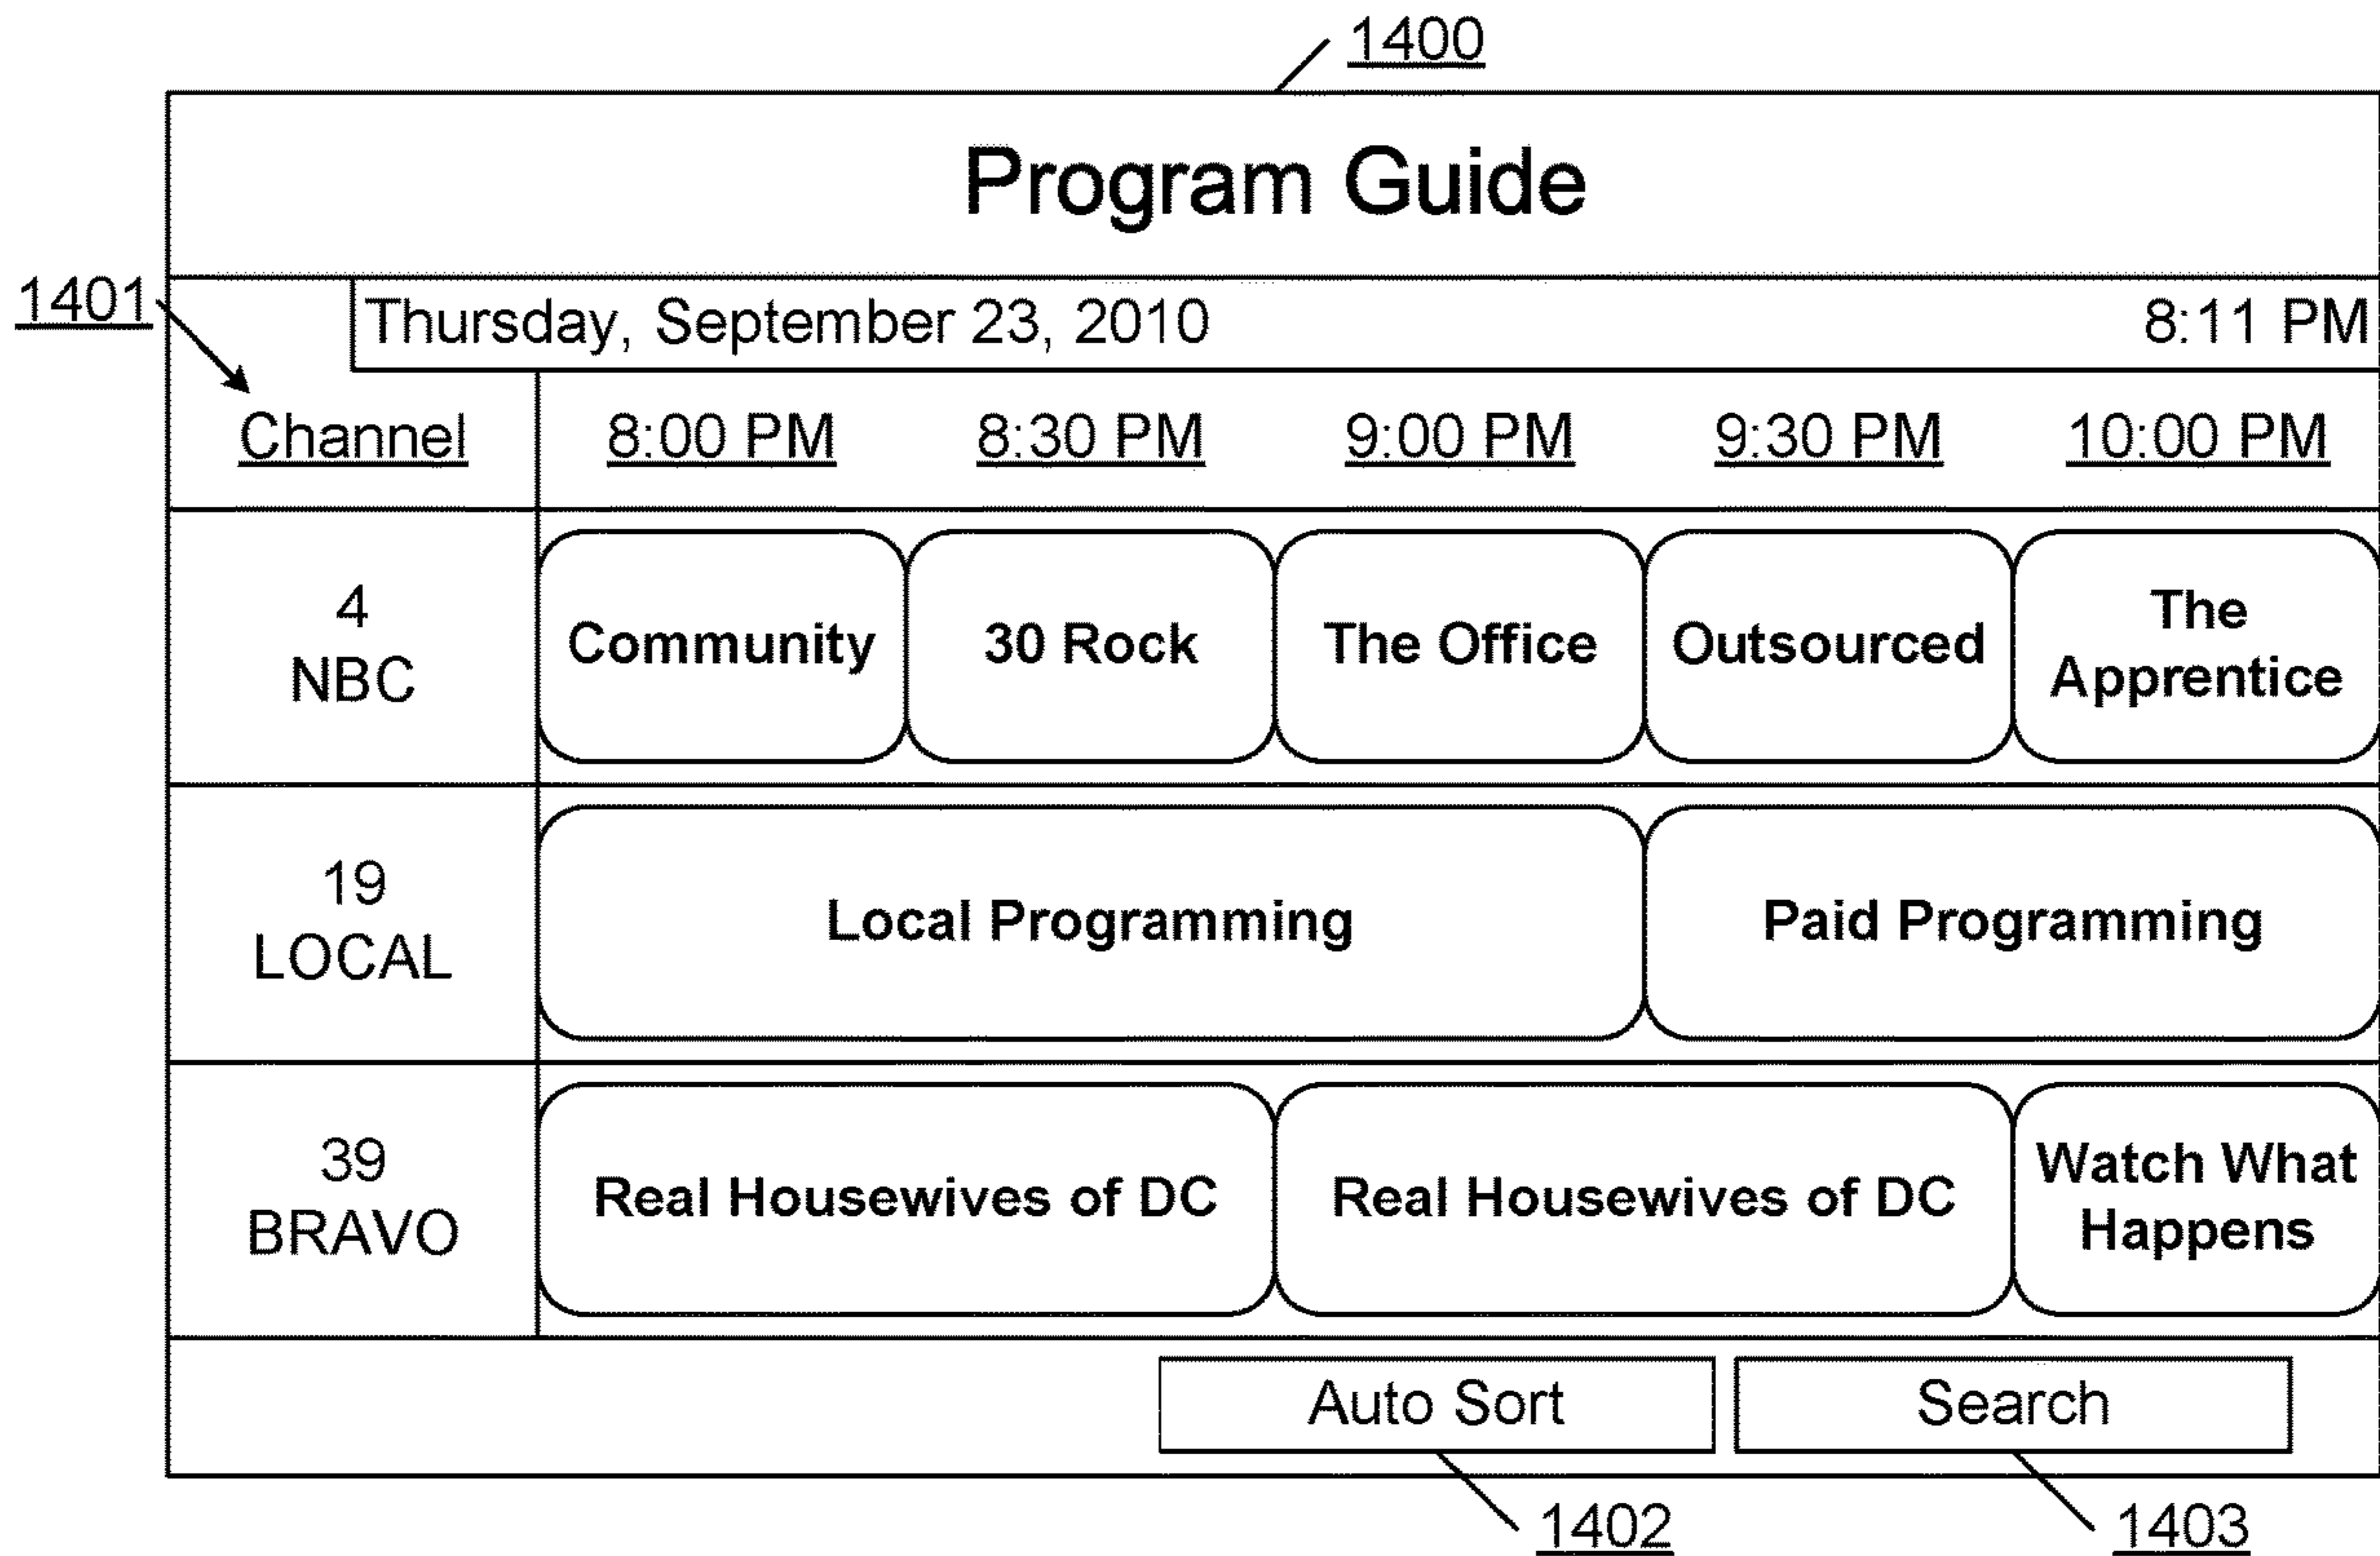 1400
Program Guide
1401
Thursday, September 23, 2010 8:11 PM
Channel 8:00 PM 8:30 PM 9:00 PM 9:30 PM 10:00 PM
4
NBC
Community
30 Rock
The Office
Outsourced
The
Apprentice
19
LOCAL
Local Programming
Paid Programming
39
BRAVO
Real Housewives of DC
Real Housewives of DC
Watch What
Happens
Auto Sort
Search
1402
1403